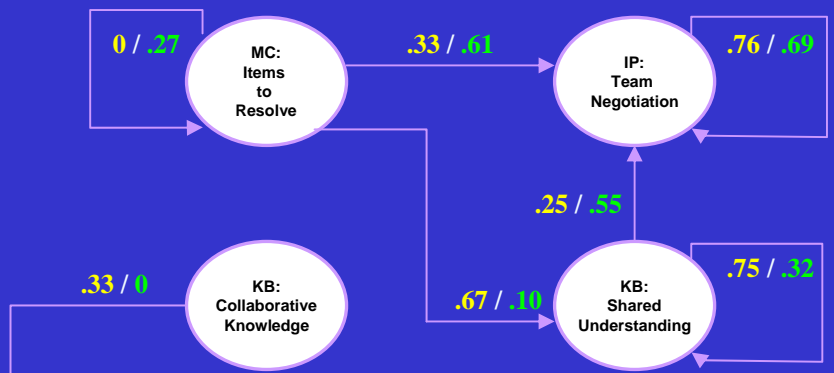 0 / .27
MC:
Items
to
Resolve
.33 / .61
IP:
Team
Negotiation
.76 / .69
.25 / .55
.33 / 0
KB:
Collaborative
Knowledge
.67 / .10
KB:
Shared
Understanding
.75 / .32